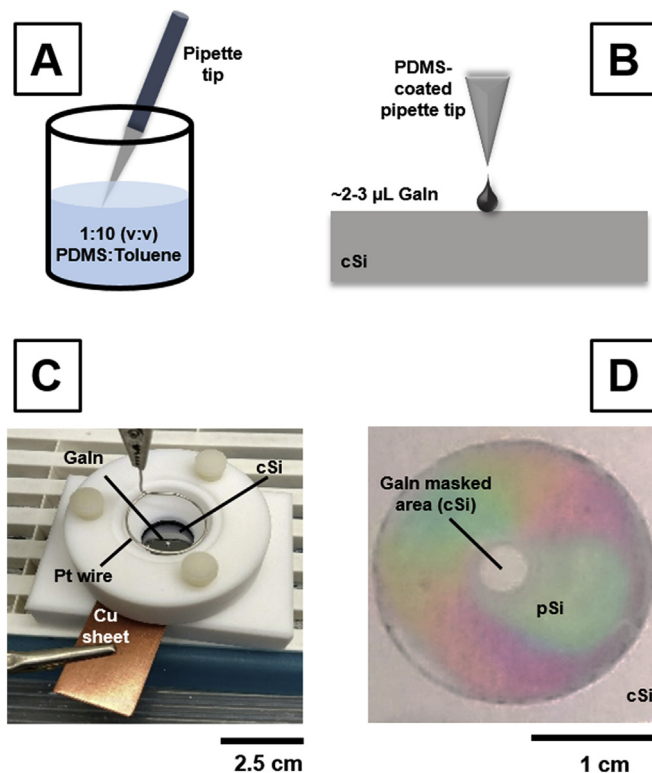 A
Pipette
tip
1:10 (v:v)
PDMS:Toluene
B
PDMS-
coated
pipette tip
~2-3 µL GaIn
cSi
C
GaIn
cSi
Pt wire
Cu
sheet
2.5 cm
D
GaIn masked
area (cSi)
pSi
cSi
1 cm